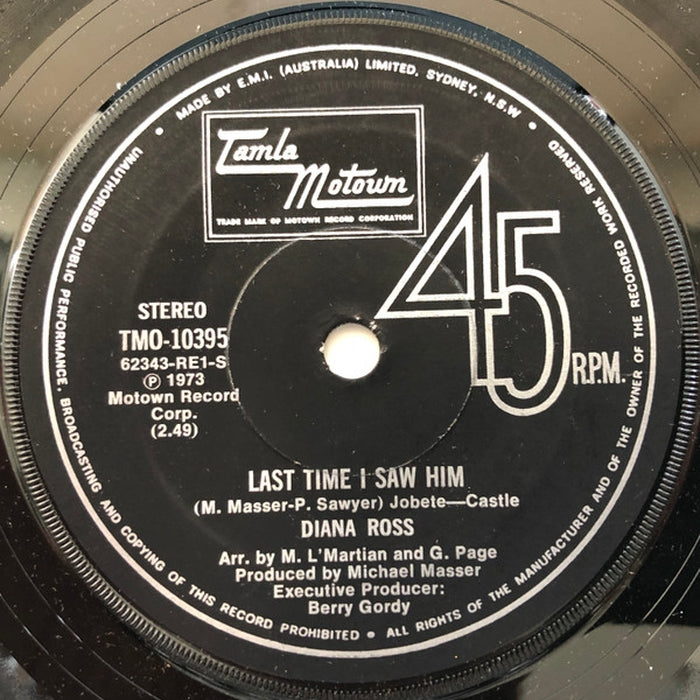 MADE BY E.M.I. (AUSTRALIA) LIMITED, SYDNEY, N.S.W • UNAUTHORISED PUBLIC PERFORMANCE, BROADCASTING AND COPYING OF THIS RECORD PROHIBITED • ALL RIGHTS OF THE MANUFACTURER AND OF THE OWNER OF THE RECORDED WORK RESERVED •
Tamla
Motown
TRADE MARK OF MOTOWN RECORD CORPORATION
45
R.P.M.
STEREO
TMO-10395
62343-RE1-S
Ⓟ 1973
Motown Record
Corp.
(2.49)
LAST TIME I SAW HIM
(M. Masser-P. Sawyer) Jobete—Castle
DIANA ROSS
Arr. by M. L'Martian and G. Page
Produced by Michael Masser
Executive Producer:
Berry Gordy